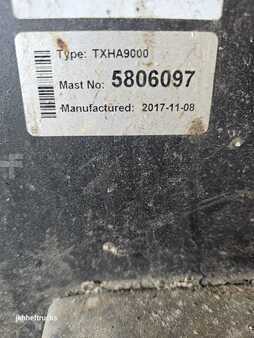 Type: TXHA9000
Mast No: 5806097
Manufactured: 2017-11-08
jkhheftrucks